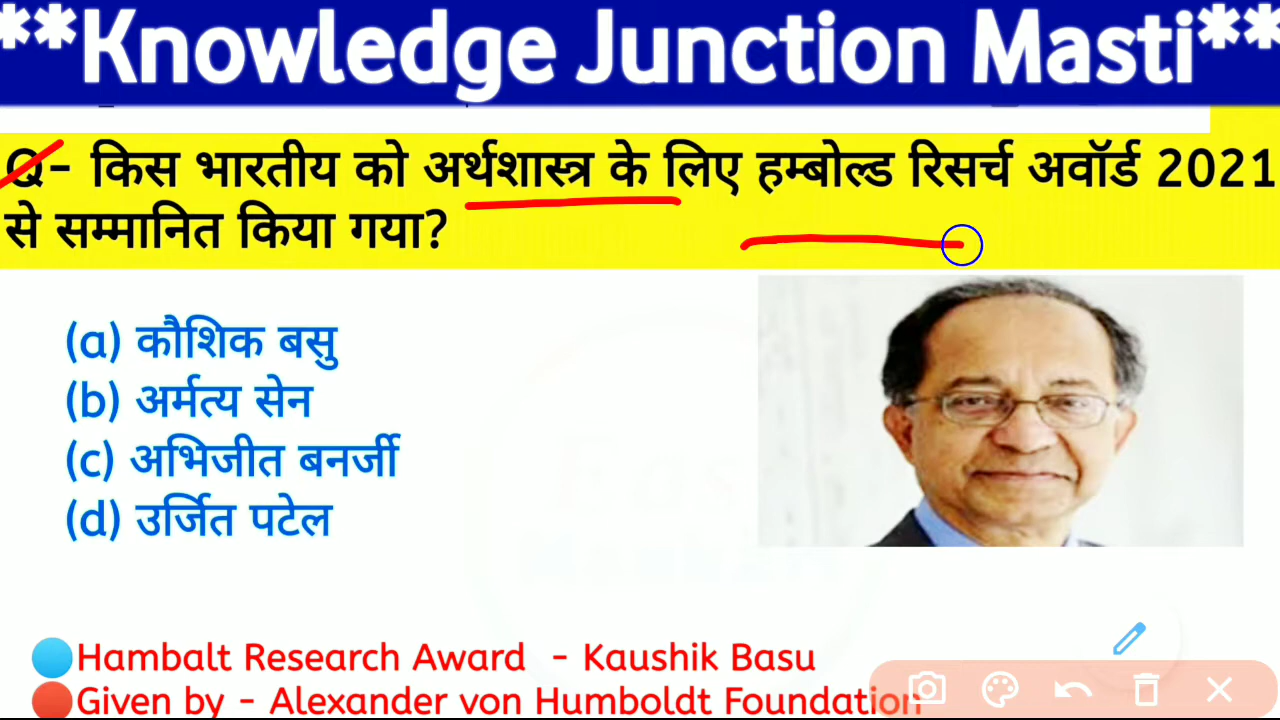 **Knowledge Junction Masti**
Q- किस भारतीय को अर्थशास्त्र के लिए हम्बोल्ड रिसर्च अवॉर्ड 2021
से सम्मानित किया गया?
(a) कौशिक बसु
(b) अर्मत्य सेन
(c) अभिजीत बनर्जी
(d) उर्जित पटेल
Hambalt Research Award - Kaushik Basu
Given by - Alexander von Humboldt Foundation